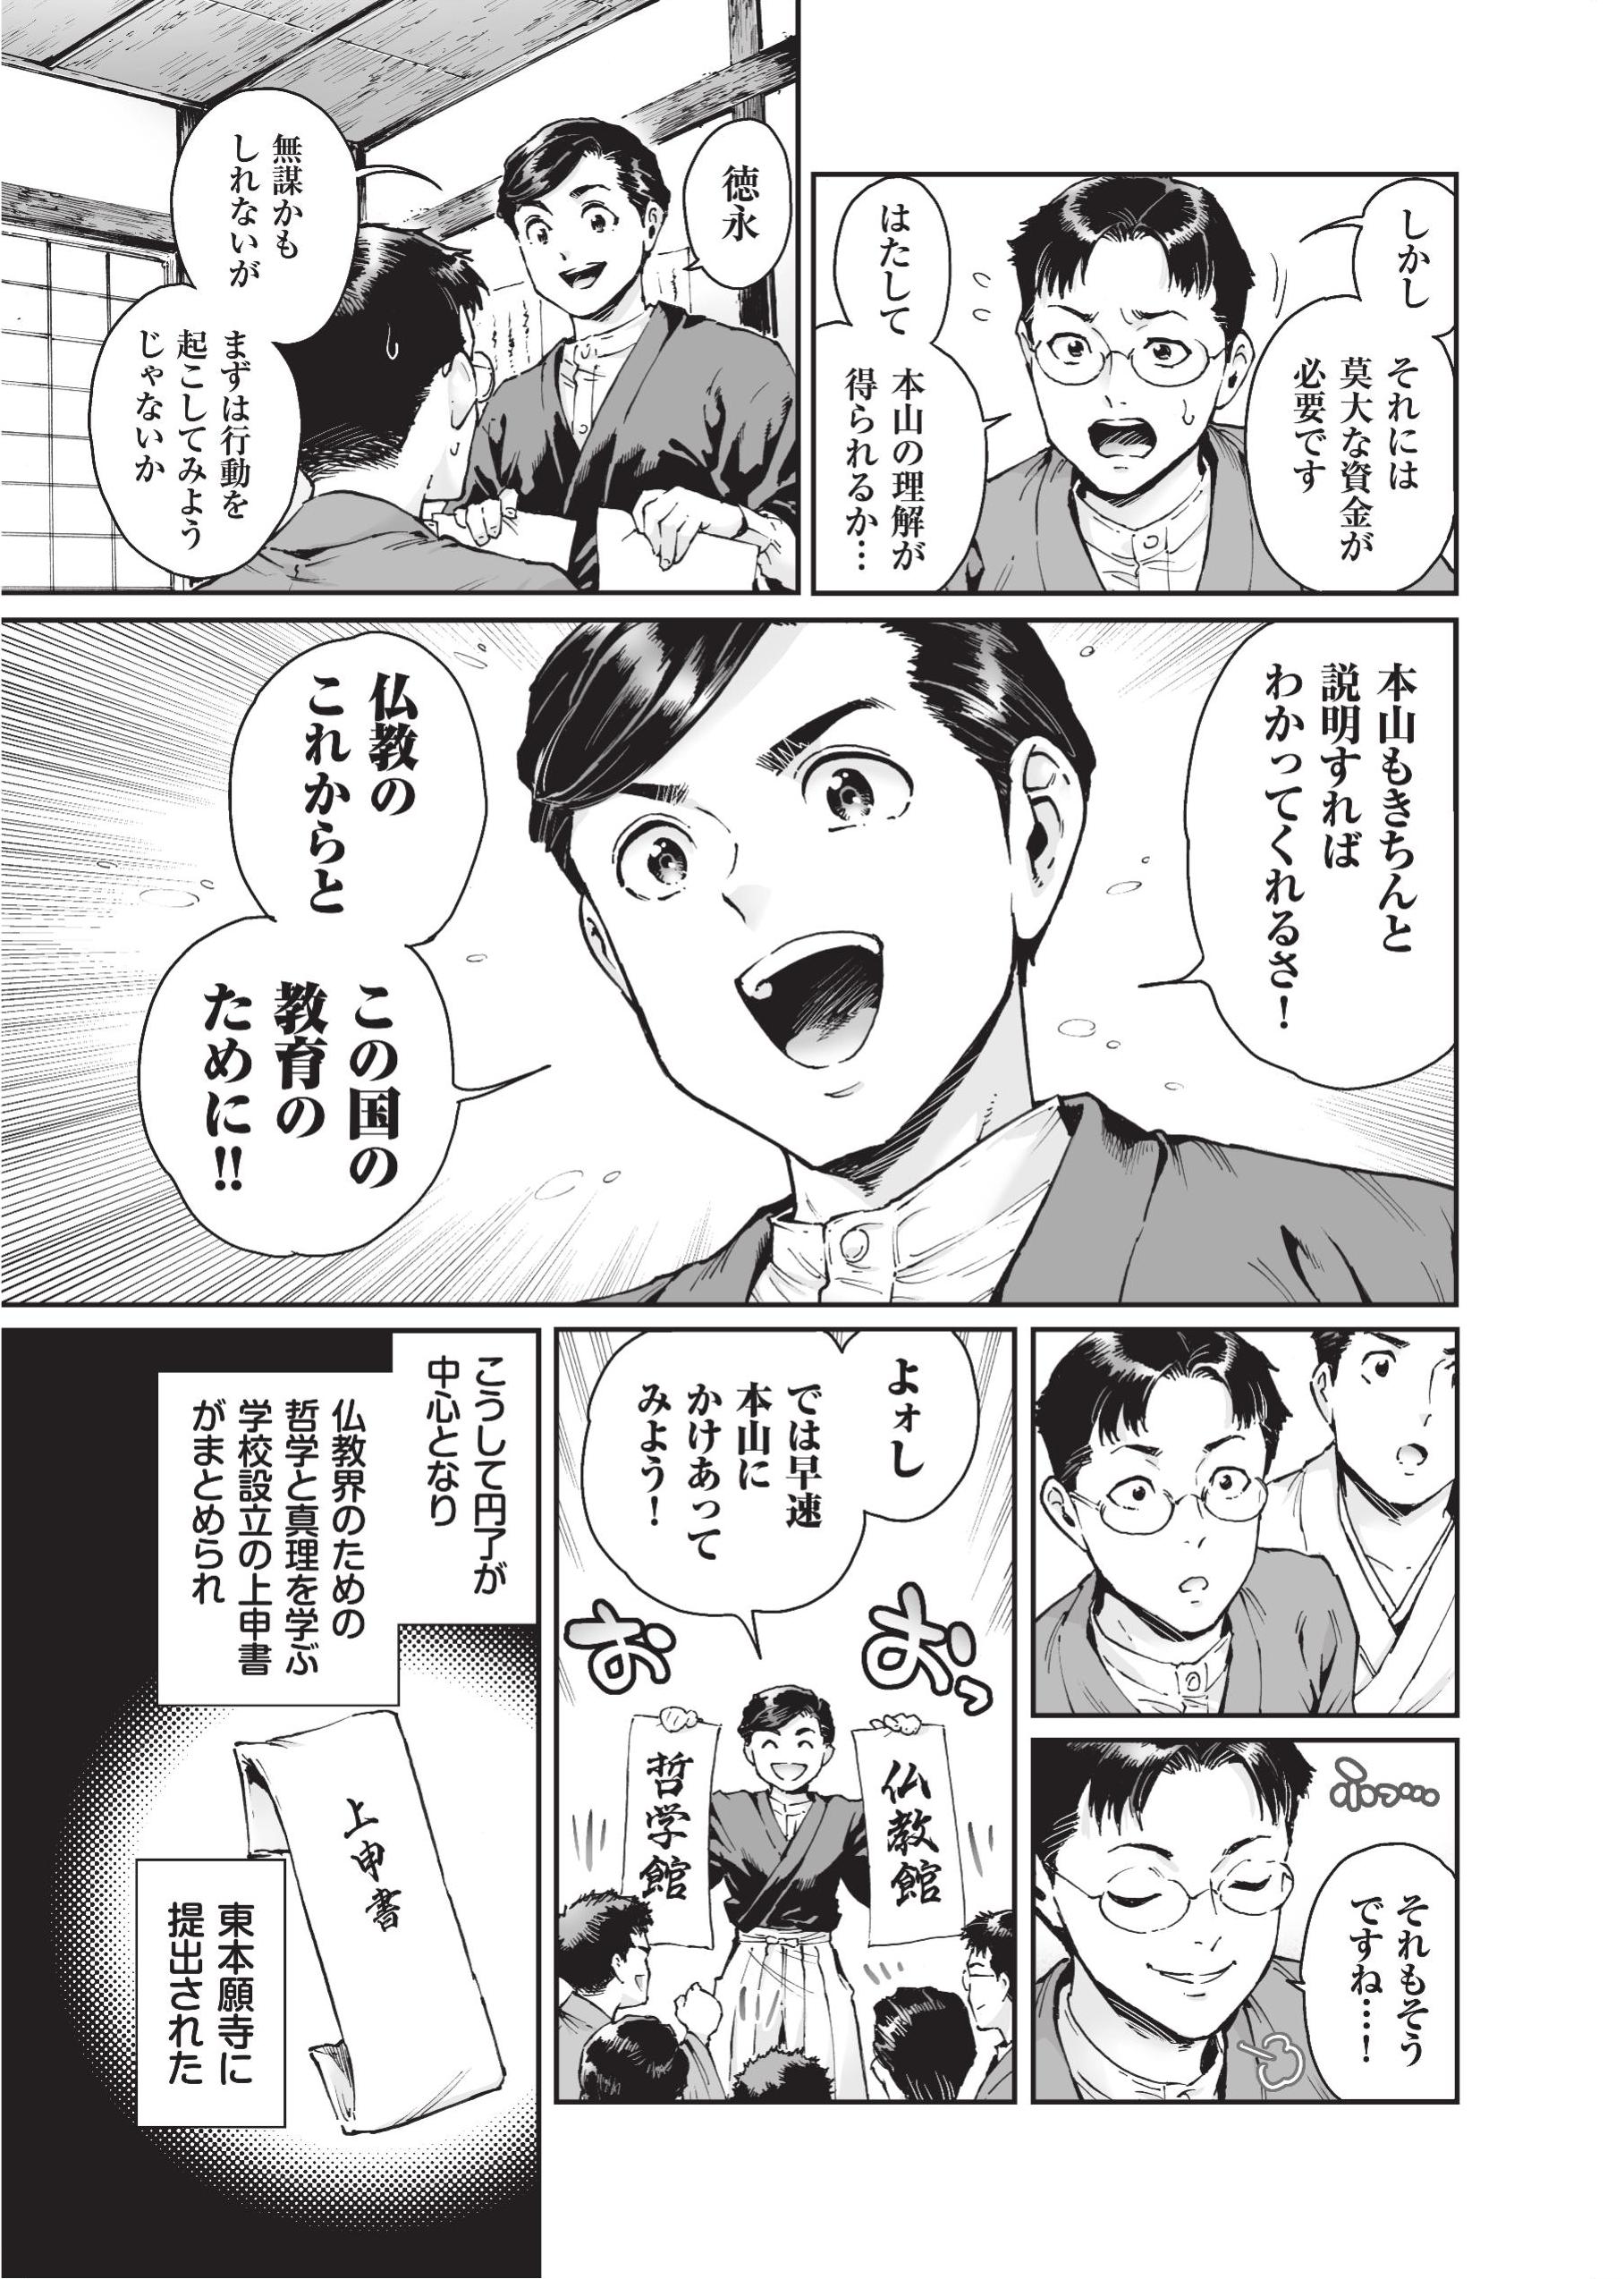 しかし
それには
莫大な資金が
必要です
はたして
本山の理解が
得られるか…
徳永
無謀かも
しれないが
まずは行動を
起こしてみよう
じゃないか
本山もきちんと
説明すれば
わかってくれるさ！
仏教の
これからと
この国の
教育の
ために!!
ふっ…
それもそう
ですね…！
よォし
では早速
本山に
かけあって
みよう！
おっ
お
仏教館
哲学館
こうして円了が
中心となり
仏教界のための
哲学と真理を学ぶ
学校設立の上申書
がまとめられ
上申書
東本願寺に
提出された